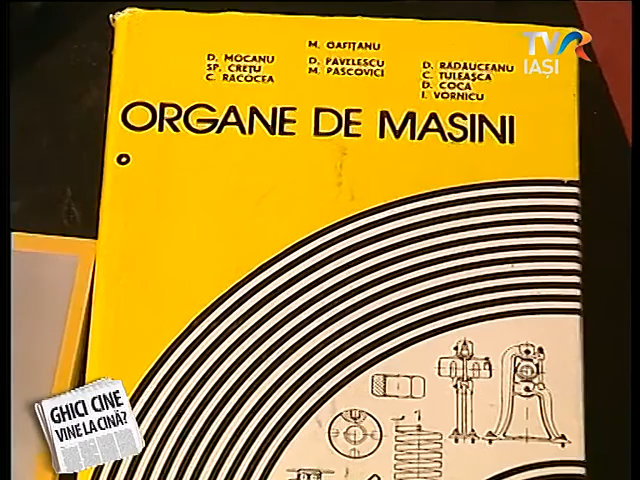 M. GAFIȚANU
D. MOCANU
SP. CREȚU
C. RACOCEA
D. PAVELESCU
M. PASCOVICI
D. RĂDĂUCEANU
C. TULEAȘCA
D. COCA
I. VORNICU
ORGANE DE MASINI
TVR
IAȘI
GHICI CINE
VINE LA CINĂ?